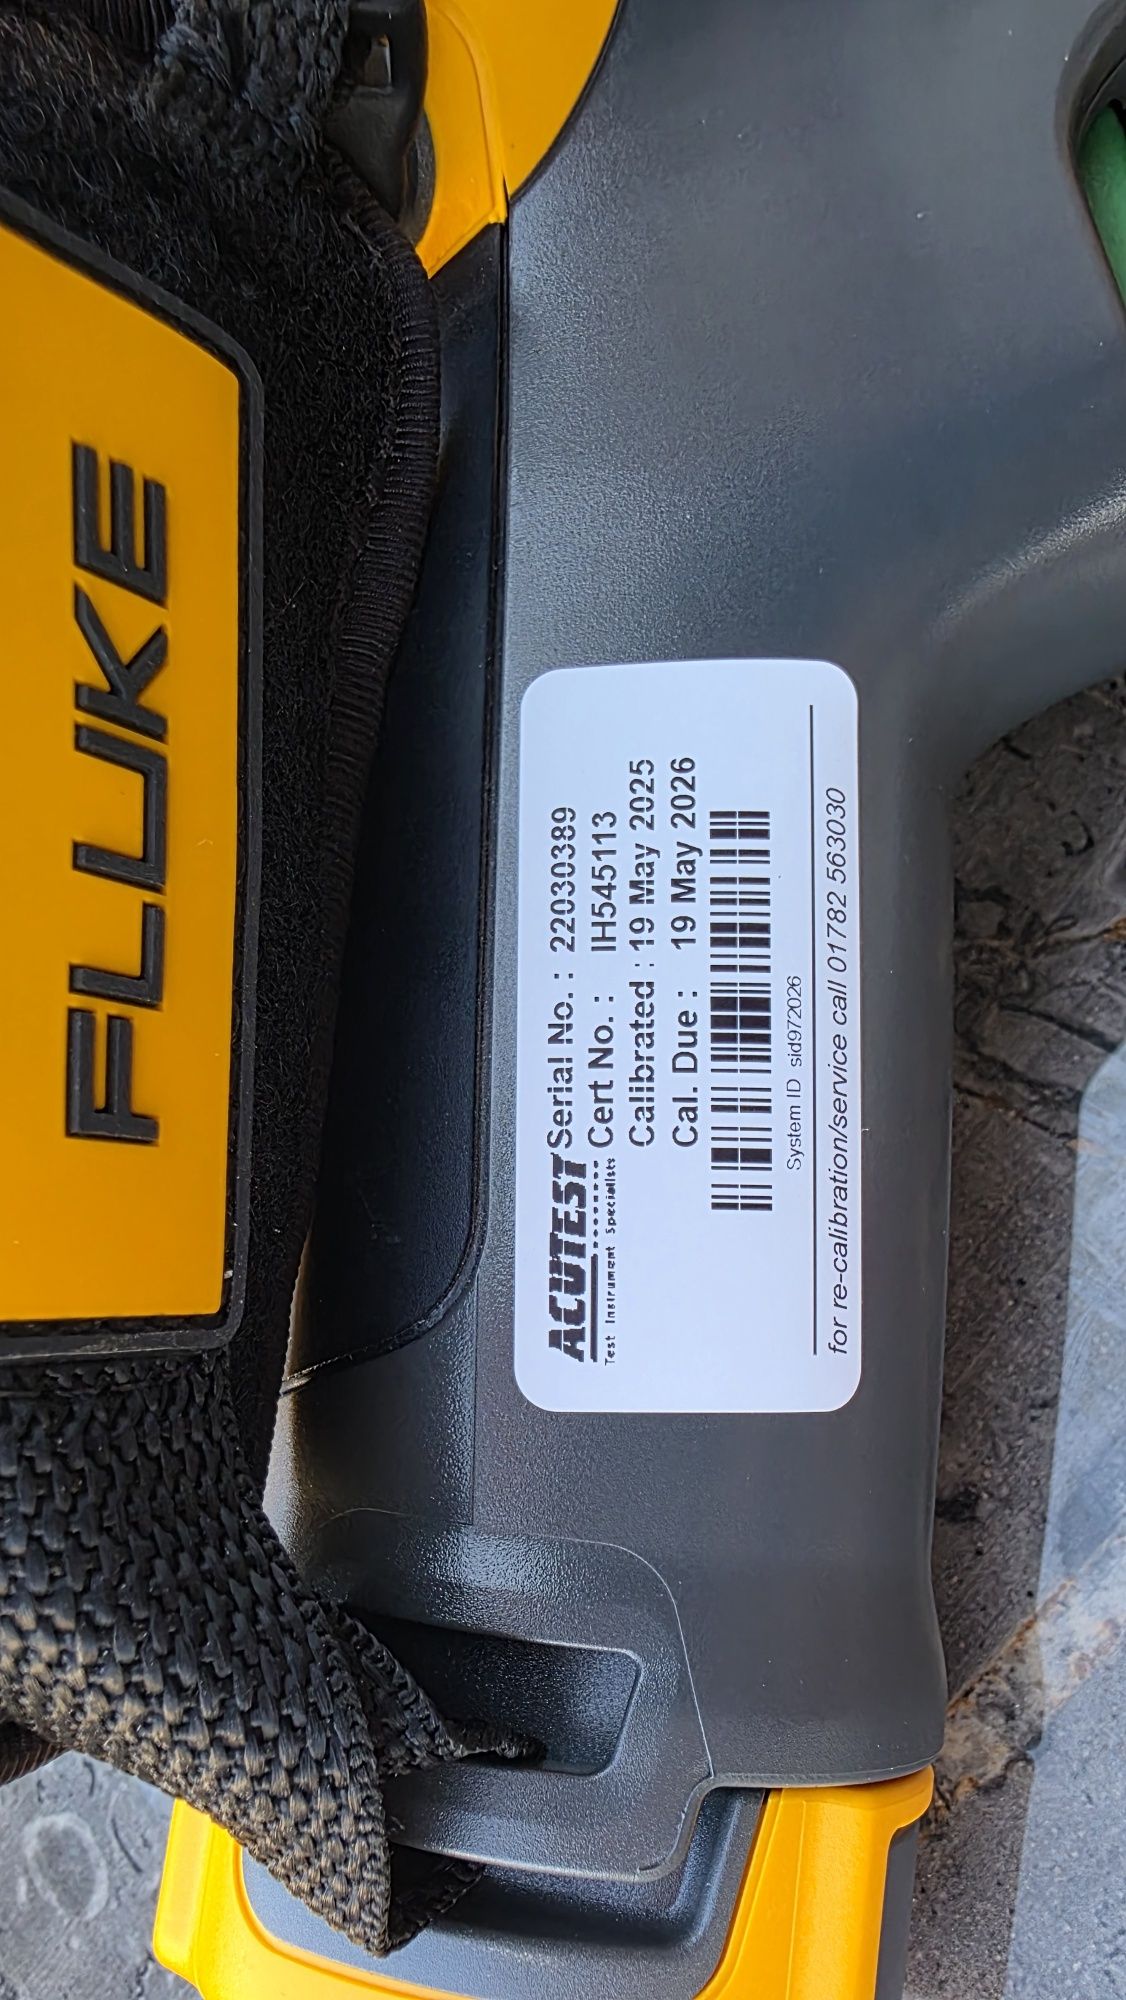 FLUKE
ACUTEST
Test Instrument Specialists
Serial No. : 22030389
Cert No. : IH545113
Calibrated : 19 May 2025
Cal. Due : 19 May 2026
System ID sid972026
for re-calibration/service call 01782 563030